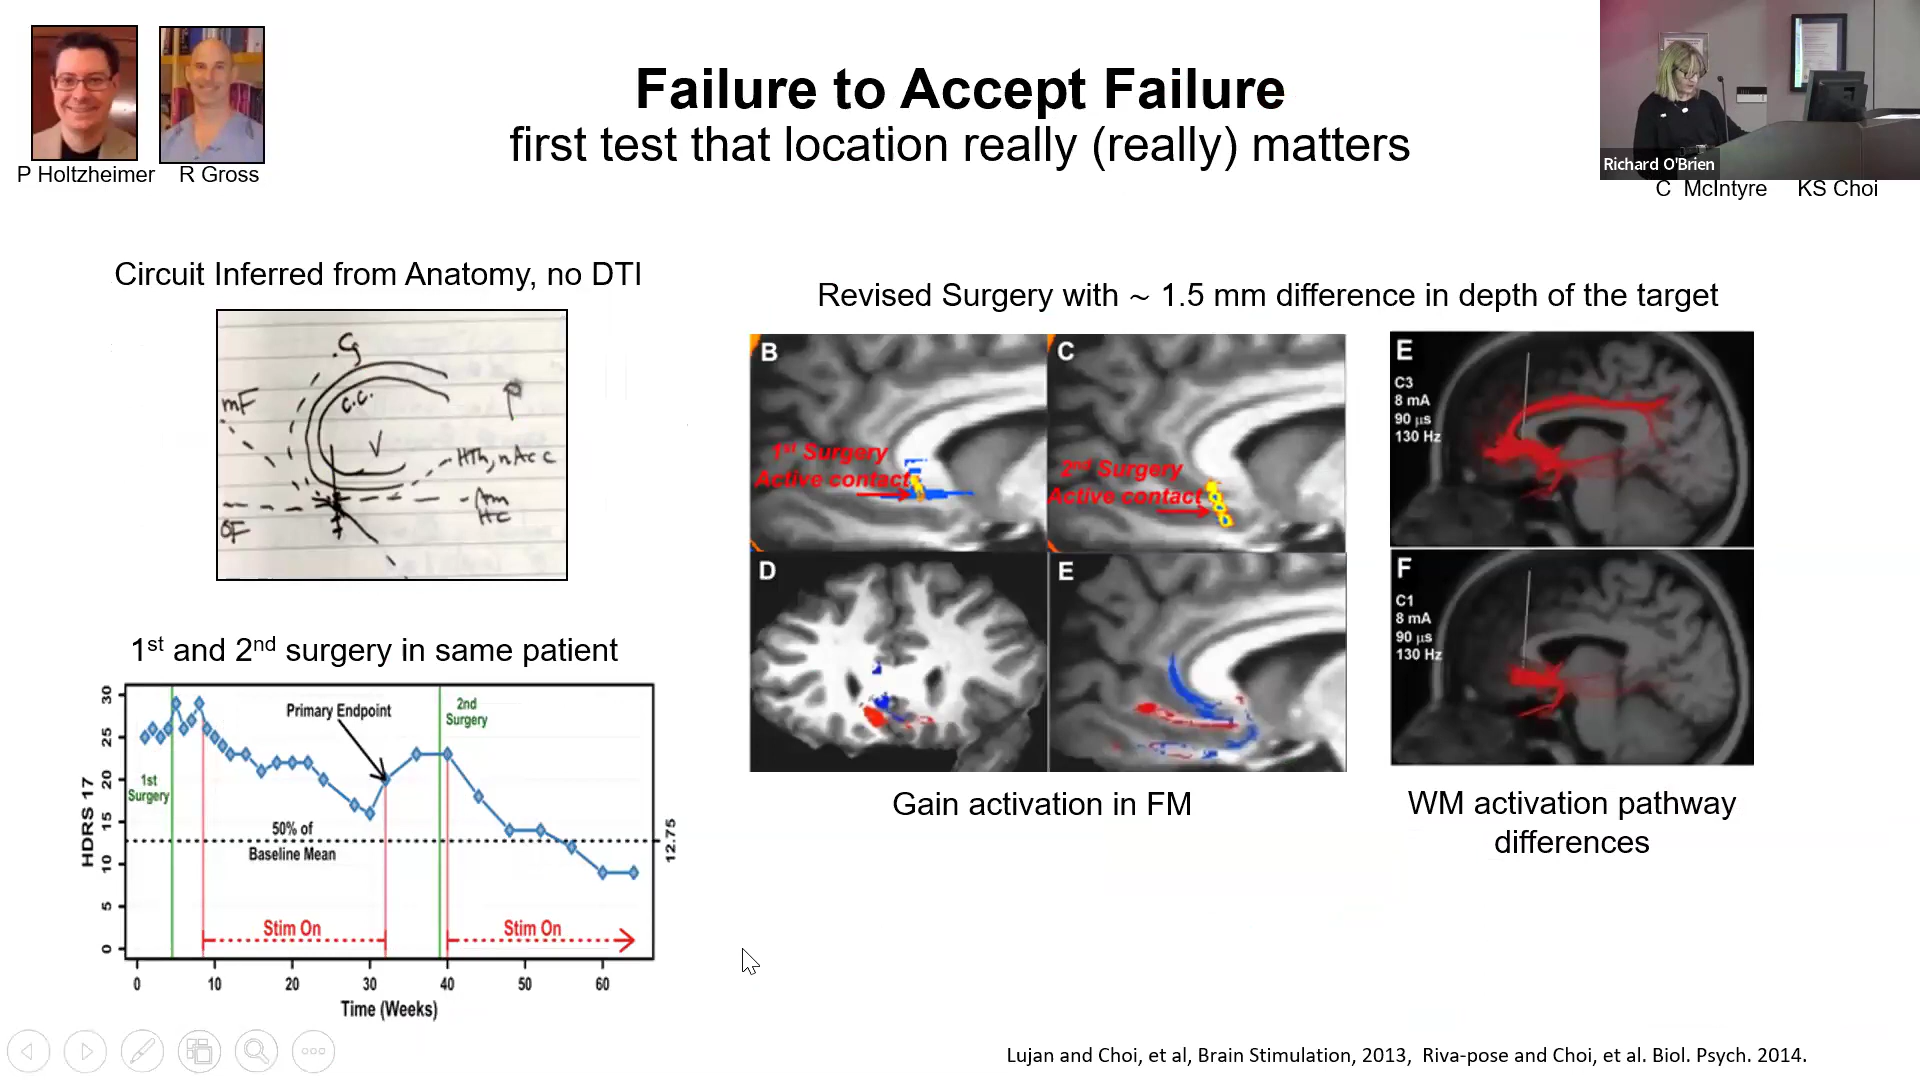 Failure to Accept Failure
first test that location really (really) matters
P Holtzheimer
R Gross
Richard O'Brien
C McIntyre
KS Choi
Circuit Inferred from Anatomy, no DTI
.Cg
mF
c.c.
V
P
HTh, nAcc
Am
Hc
OF
1st and 2nd surgery in same patient
HDRS 17
30
25
20
15
10
5
0
1st
Surgery
Primary Endpoint
2nd
Surgery
50% of
Baseline Mean
12.75
Stim On
Stim On
0 10 20 30 40 50 60
Time (Weeks)
Revised Surgery with ~ 1.5 mm difference in depth of the target
B
1st Surgery
Active contact
C
2nd Surgery
Active contact
D
E
Gain activation in FM
E
C3
8 mA
90 µs
130 Hz
F
C1
8 mA
90 µs
130 Hz
WM activation pathway
differences
Lujan and Choi, et al, Brain Stimulation, 2013, Riva-pose and Choi, et al. Biol. Psych. 2014.